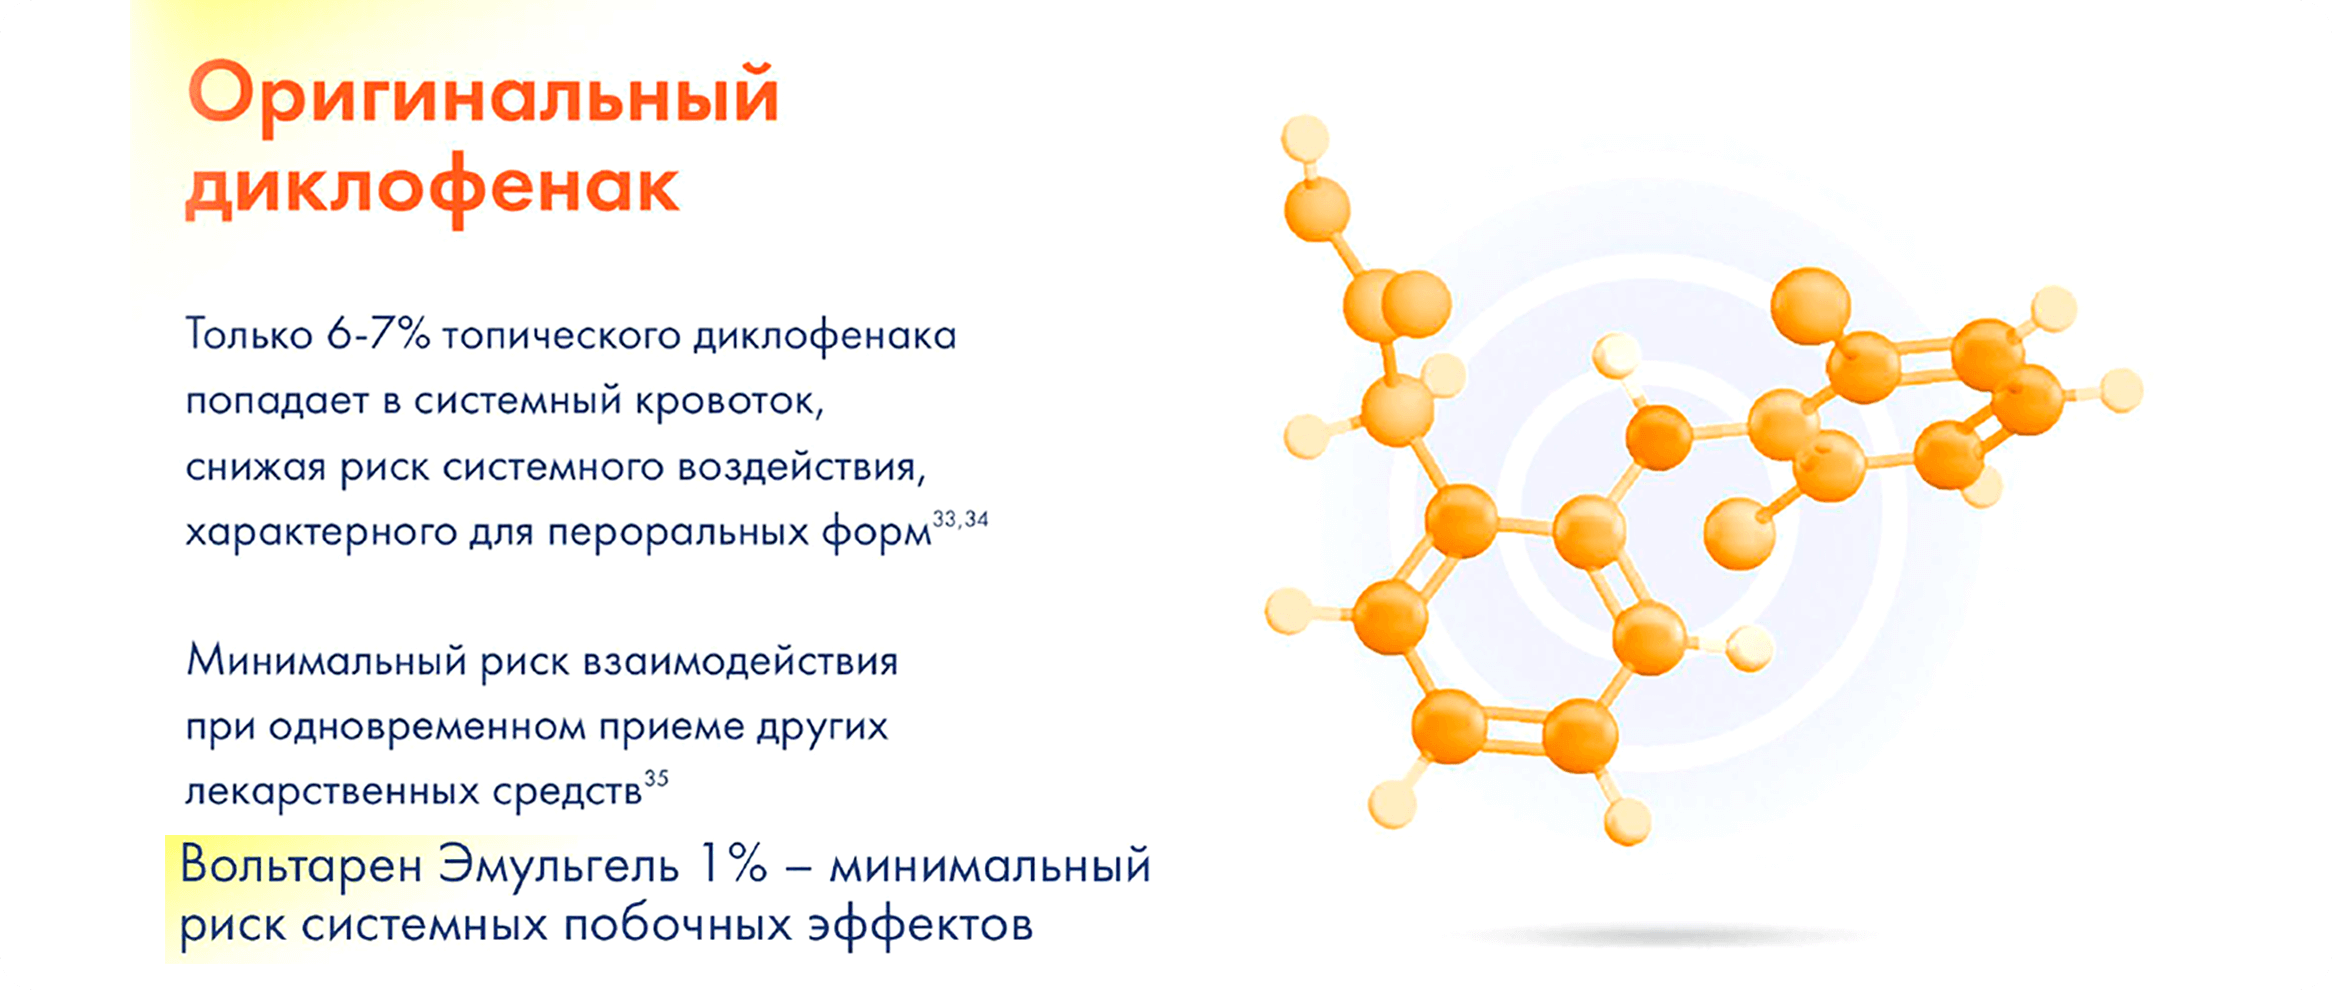 Оригинальный
диклофенак
Только 6-7% топического диклофенака
попадает в системный кровоток,
снижая риск системного воздействия,
характерного для пероральных форм33,34
Минимальный риск взаимодействия
при одновременном приеме других
лекарственных средств35
Вольтарен Эмульгель 1% – минимальный
риск системных побочных эффектов